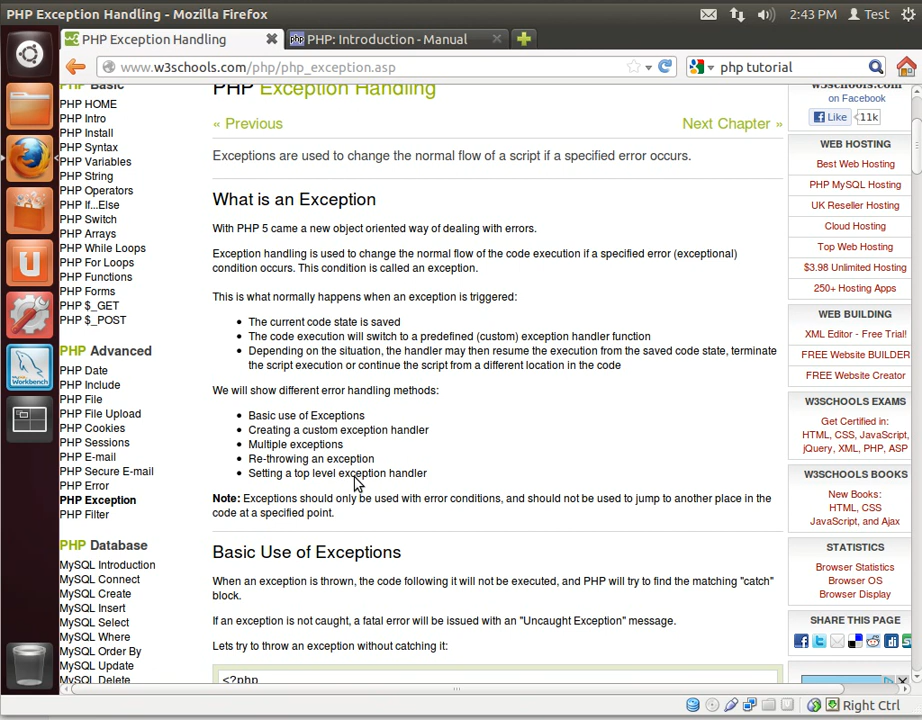 PHP Exception Handling - Mozilla Firefox
2:43 PM
Test
PHP Exception Handling
php
PHP: Introduction - Manual
www.w3schools.com/php/php_exception.asp
php tutorial
PHP Basic
PHP HOME
PHP Intro
PHP Install
PHP Syntax
PHP Variables
PHP String
PHP Operators
PHP If...Else
PHP Switch
PHP Arrays
PHP While Loops
PHP For Loops
PHP Functions
PHP Forms
PHP $_GET
PHP $_POST
PHP Advanced
PHP Date
PHP Include
PHP File
PHP File Upload
PHP Cookies
PHP Sessions
PHP E-mail
PHP Secure E-mail
PHP Error
PHP Exception
PHP Filter
PHP Database
MySQL Introduction
MySQL Connect
MySQL Create
MySQL Insert
MySQL Select
MySQL Where
MySQL Order By
MySQL Update
MySQL Delete
MySQL
Workbench
U
PHP Exception Handling
« Previous
Next Chapter »
Exceptions are used to change the normal flow of a script if a specified error occurs.
What is an Exception
With PHP 5 came a new object oriented way of dealing with errors.
Exception handling is used to change the normal flow of the code execution if a specified error (exceptional)
condition occurs. This condition is called an exception.
This is what normally happens when an exception is triggered:
• The current code state is saved
• The code execution will switch to a predefined (custom) exception handler function
• Depending on the situation, the handler may then resume the execution from the saved code state, terminate
the script execution or continue the script from a different location in the code
We will show different error handling methods:
• Basic use of Exceptions
• Creating a custom exception handler
• Multiple exceptions
• Re-throwing an exception
• Setting a top level exception handler
Note: Exceptions should only be used with error conditions, and should not be used to jump to another place in the
code at a specified point.
Basic Use of Exceptions
When an exception is thrown, the code following it will not be executed, and PHP will try to find the matching "catch"
block.
If an exception is not caught, a fatal error will be issued with an "Uncaught Exception" message.
Lets try to throw an exception without catching it:
<?php
w3schools.com
on Facebook
Like
11k
WEB HOSTING
Best Web Hosting
PHP MySQL Hosting
UK Reseller Hosting
Cloud Hosting
Top Web Hosting
$3.98 Unlimited Hosting
250+ Hosting Apps
WEB BUILDING
XML Editor - Free Trial!
FREE Website BUILDER
FREE Website Creator
W3SCHOOLS EXAMS
Get Certified in:
HTML, CSS, JavaScript,
jQuery, XML, PHP, ASP
W3SCHOOLS BOOKS
New Books:
HTML, CSS
JavaScript, and Ajax
STATISTICS
Browser Statistics
Browser OS
Browser Display
SHARE THIS PAGE
Right Ctrl